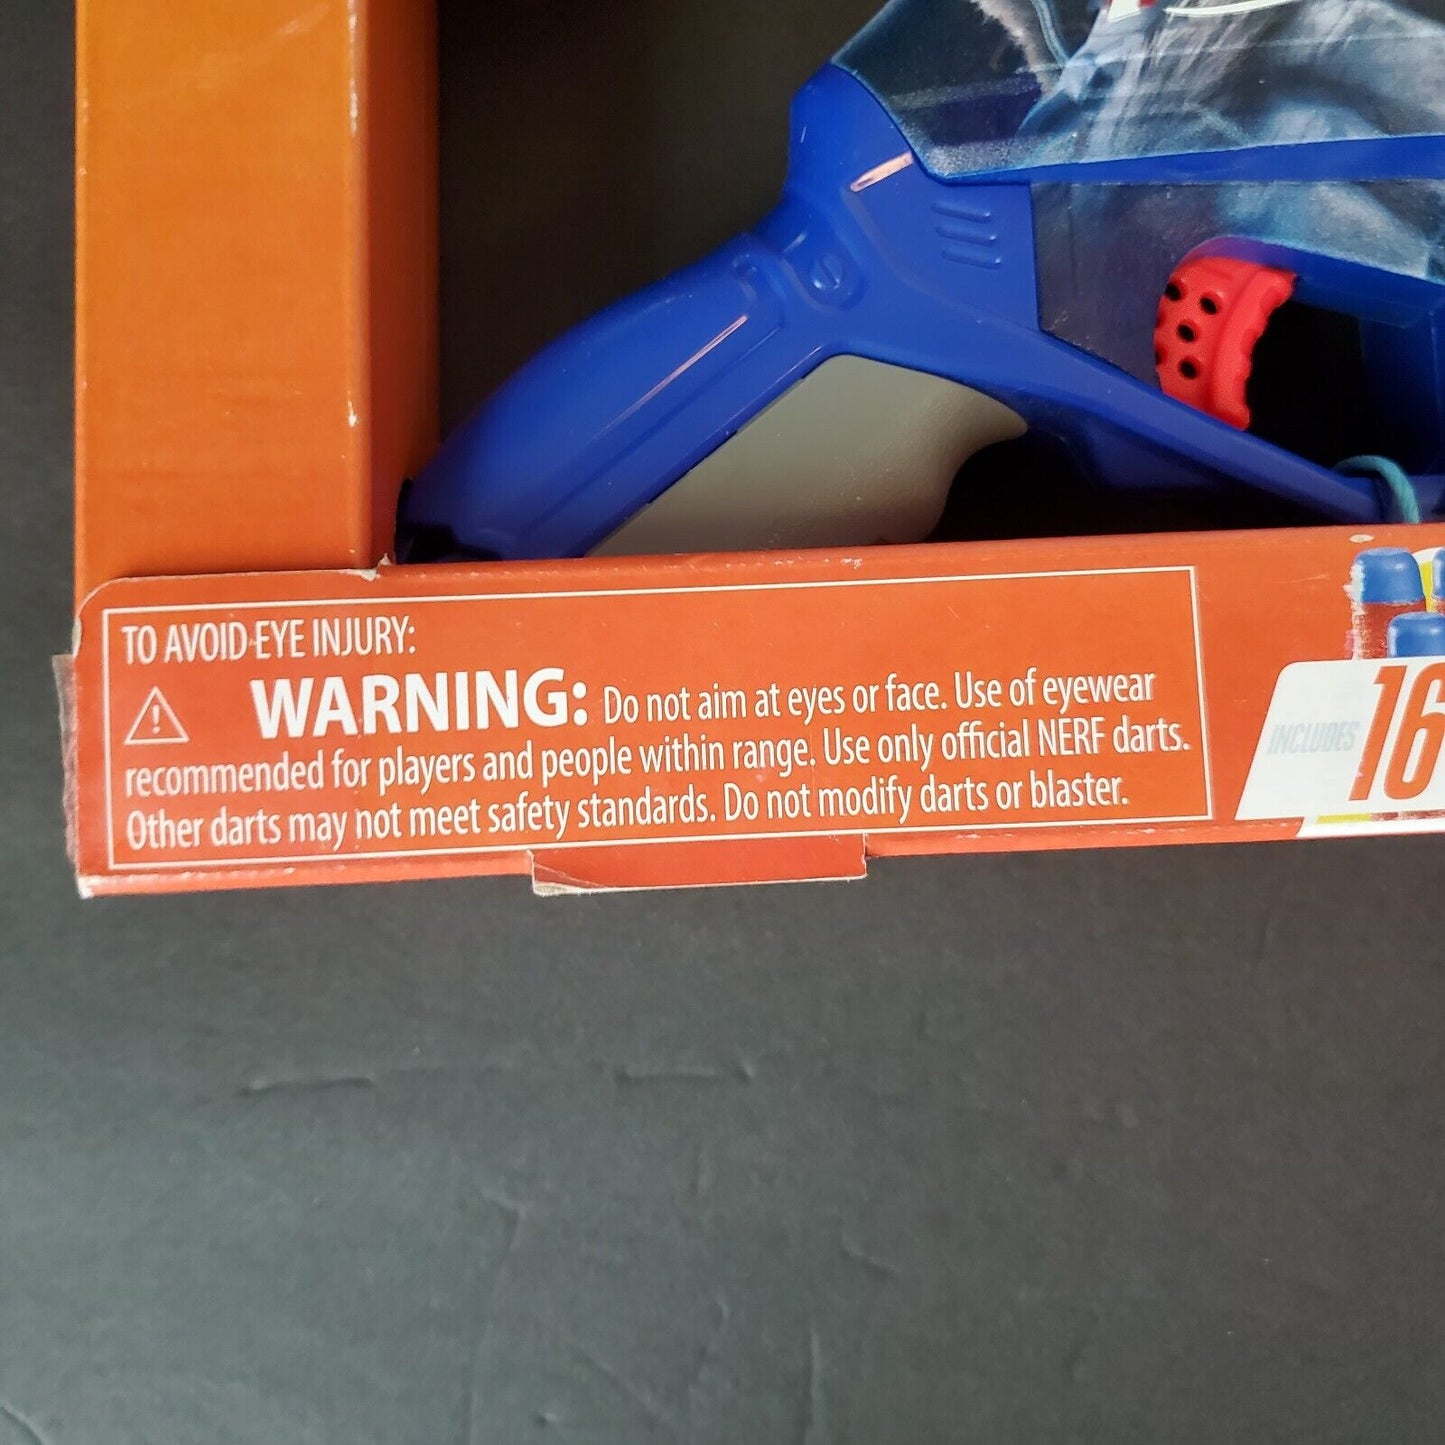 TO AVOID EYE INJURY:
WARNING: Do not aim at eyes or face. Use of eyewear
recommended for players and people within range. Use only official NERF darts.
Other darts may not meet safety standards. Do not modify darts or blaster.
INCLUDES 16